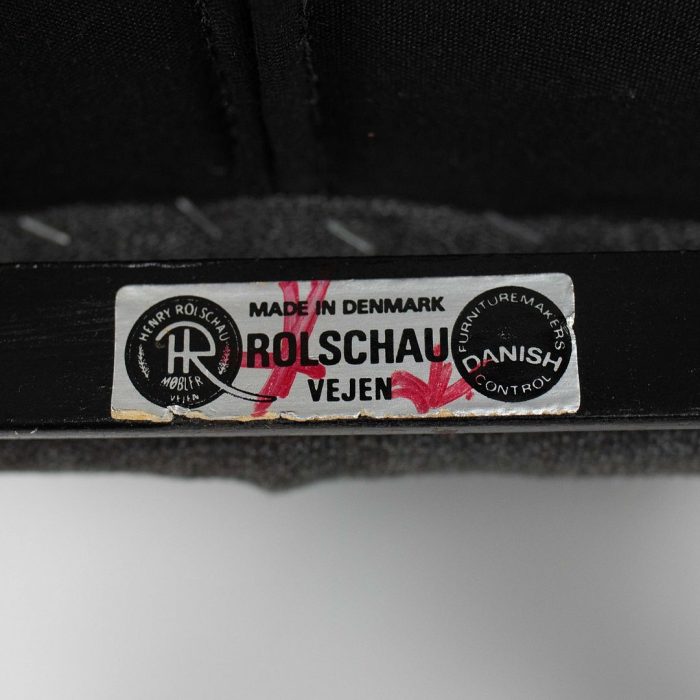 HENRY ROLSCHAU
HR
MØBLER
VEJEN
MADE IN DENMARK
ROLSCHAU
VEJEN
FURNITUREMAKERS
DANISH
CONTROL